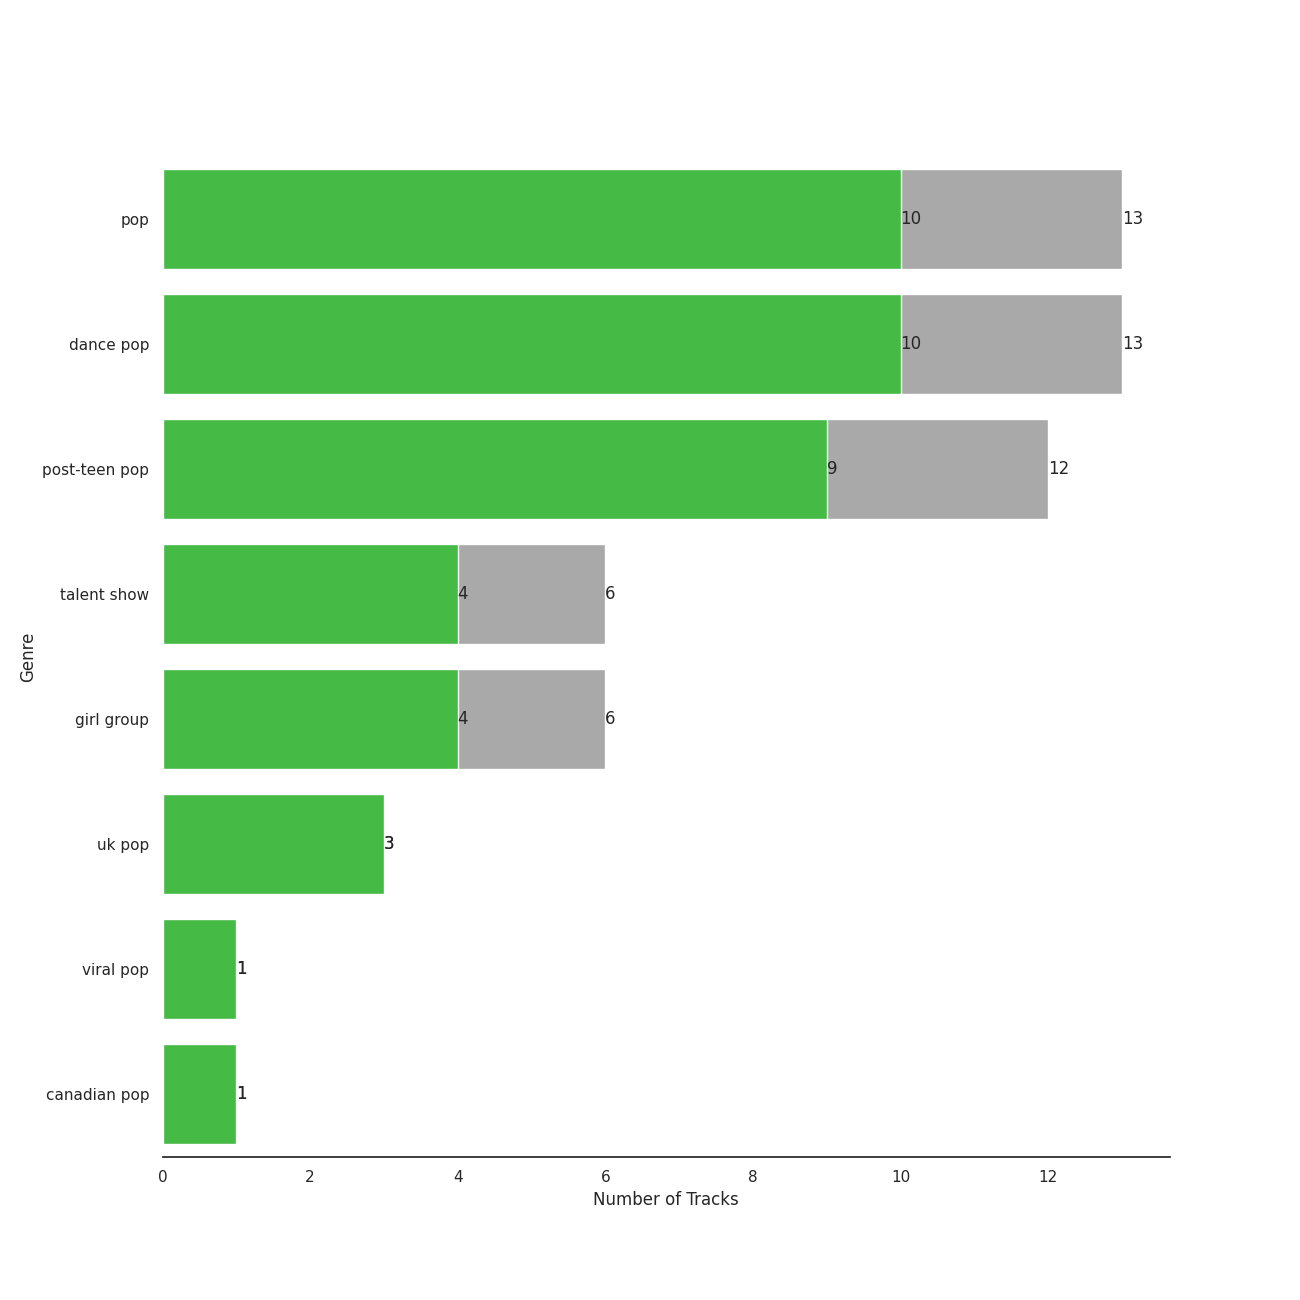 pop 10 13
dance pop 10 13
post-teen pop 9 12
talent show 4 6
girl group 4 6
uk pop 3
viral pop 1
canadian pop 1
Genre
0 2 4 6 8 10 12
Number of Tracks